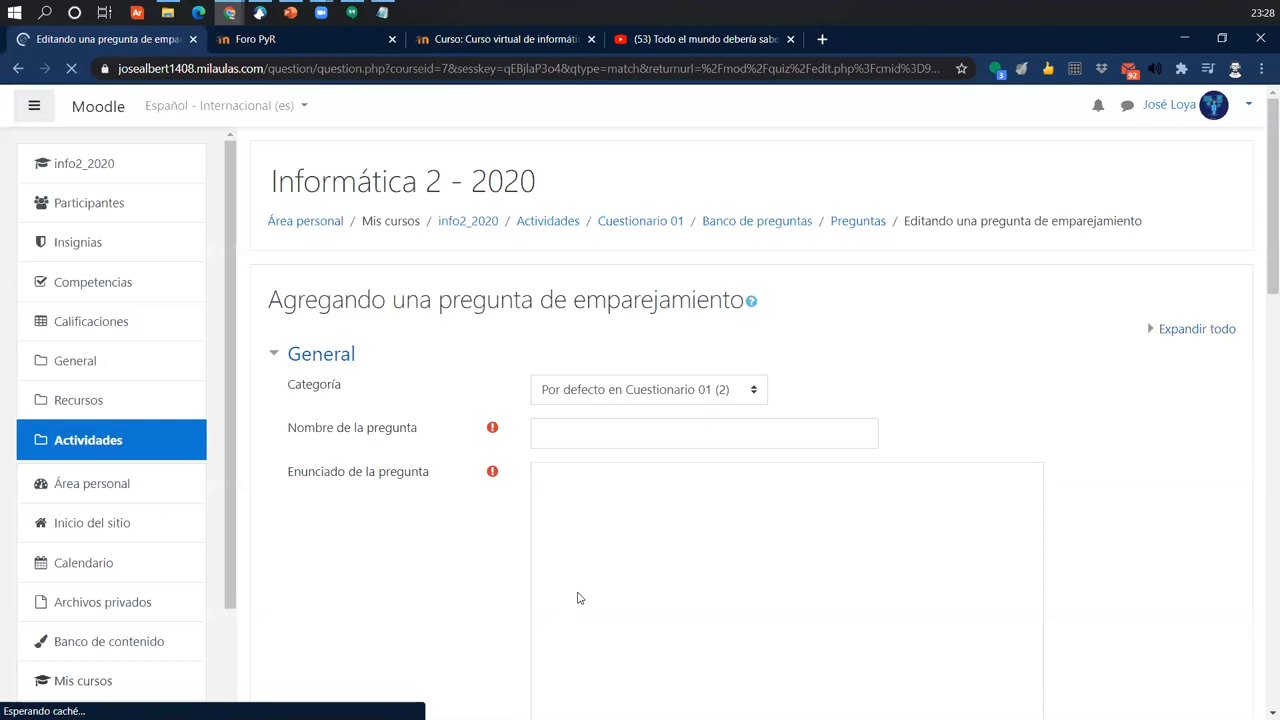 23:28
Editando una pregunta de empa
Foro PyR
Curso: Curso virtual de informáti
(53) Todo el mundo debería sabe
josealbert1408.milaulas.com/question/question.php?courseid=7&sesskey=qEBjlaP3o4&qtype=match&returnurl=%2Fmod%2Fquiz%2Fedit.php%3Fcmid%3D9...
3
92
Moodle
Español - Internacional (es)
José Loya
info2_2020
Participantes
Insignias
Competencias
Calificaciones
General
Recursos
Actividades
Área personal
Inicio del sitio
Calendario
Archivos privados
Banco de contenido
Mis cursos
Informática 2 - 2020
Área personal / Mis cursos / info2_2020 / Actividades / Cuestionario 01 / Banco de preguntas / Preguntas / Editando una pregunta de emparejamiento
Agregando una pregunta de emparejamiento
Expandir todo
General
Categoría
Por defecto en Cuestionario 01 (2)
Nombre de la pregunta
Enunciado de la pregunta
Esperando caché...